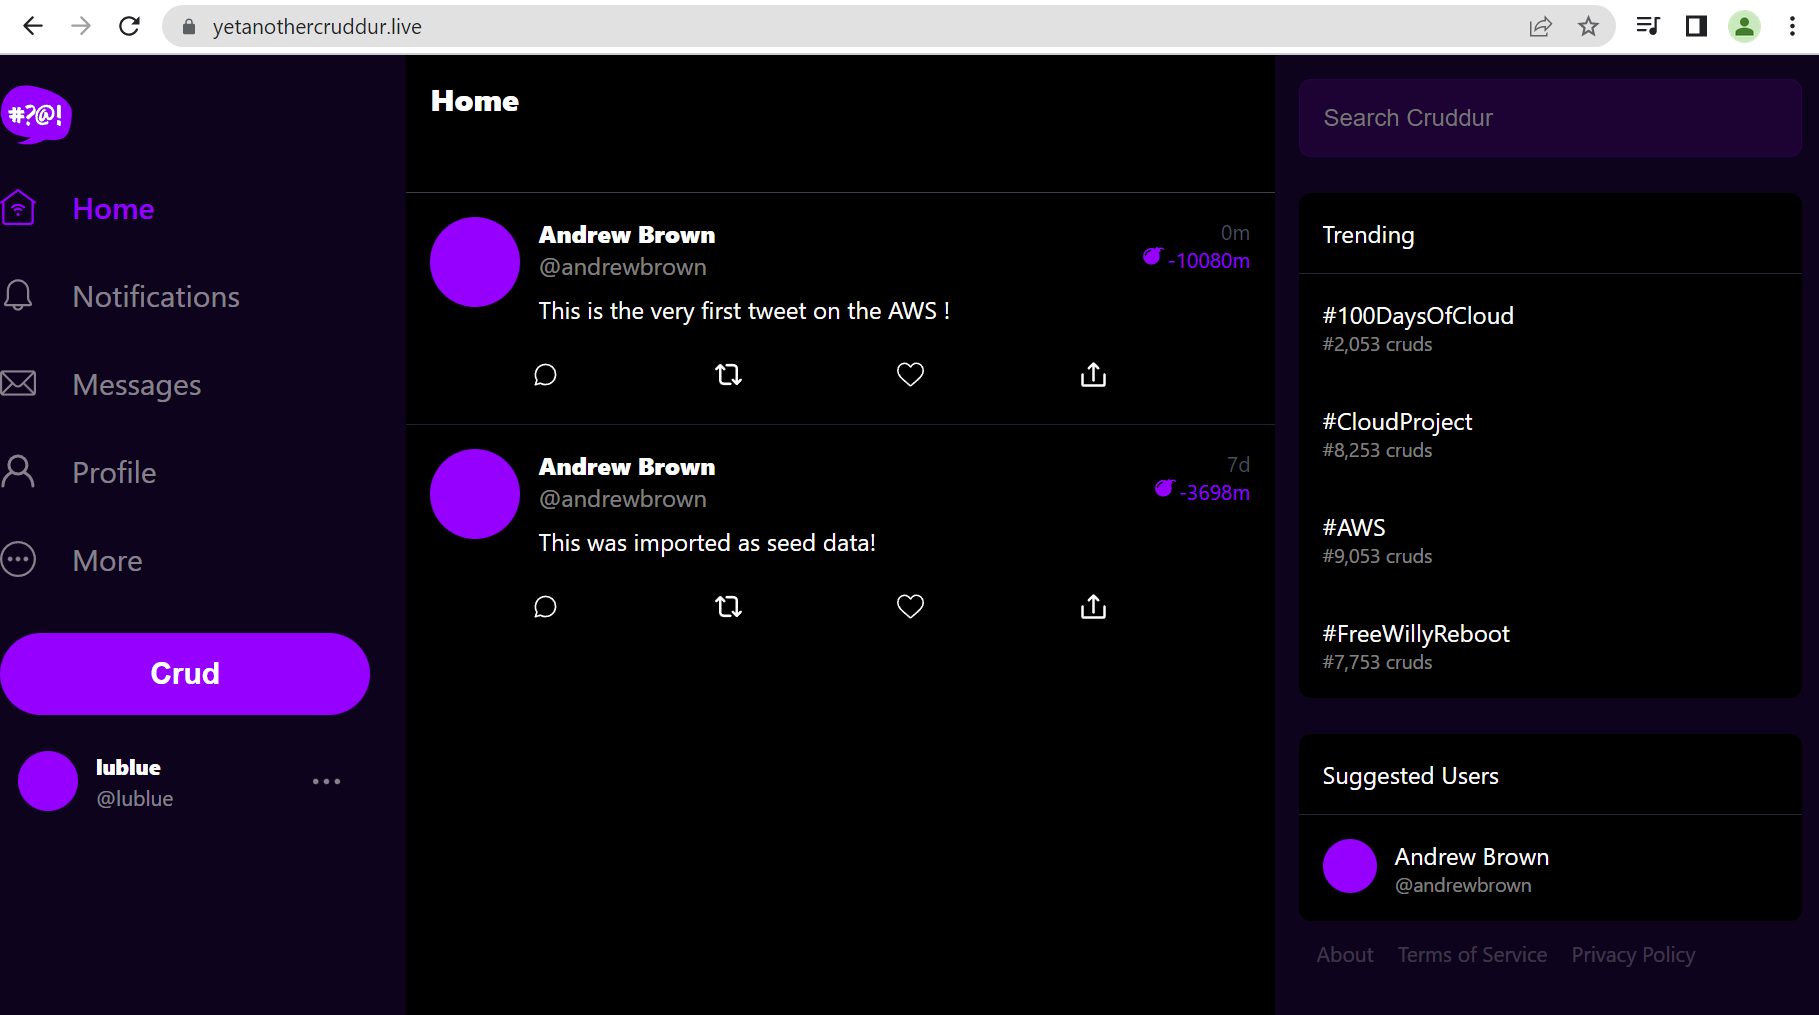 yetanothercruddur.live
#?@!
Home
Notifications
Messages
Profile
More
Crud
lublue
@lublue
Home
Andrew Brown
0m
@andrewbrown
-10080m
This is the very first tweet on the AWS !
Andrew Brown
7d
@andrewbrown
-3698m
This was imported as seed data!
Search Cruddur
Trending
#100DaysOfCloud
#2,053 cruds
#CloudProject
#8,253 cruds
#AWS
#9,053 cruds
#FreeWillyReboot
#7,753 cruds
Suggested Users
Andrew Brown
@andrewbrown
About Terms of Service Privacy Policy